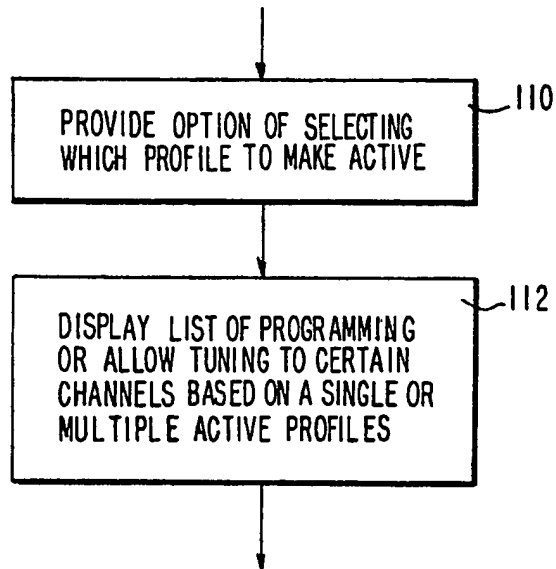 110
PROVIDE OPTION OF SELECTING
WHICH PROFILE TO MAKE ACTIVE
112
DISPLAY LIST OF PROGRAMMING
OR ALLOW TUNING TO CERTAIN
CHANNELS BASED ON A SINGLE OR
MULTIPLE ACTIVE PROFILES